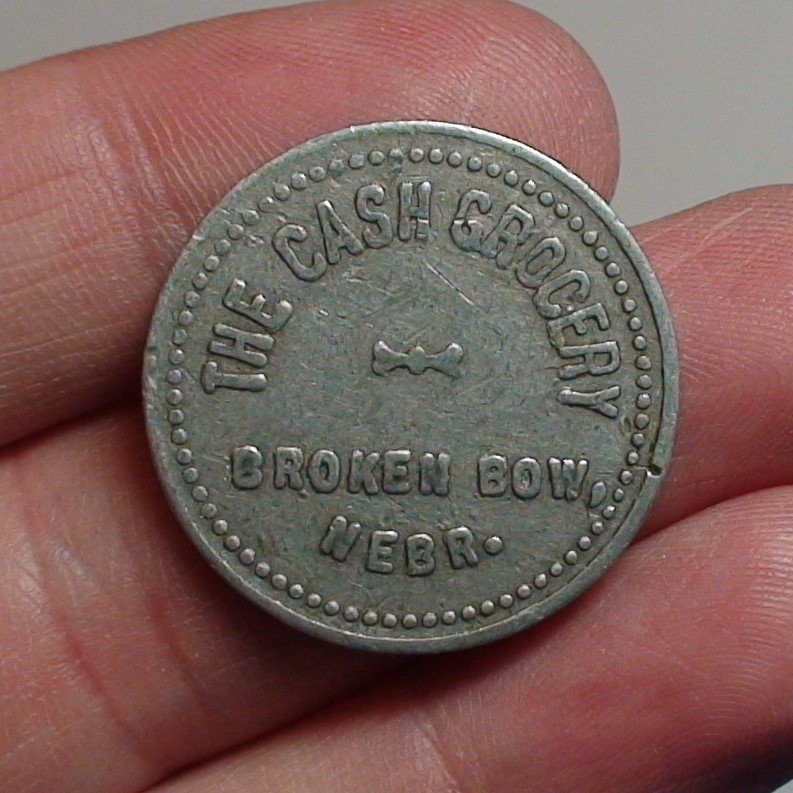 THE CASH GROCERY
BROKEN BOW,
NEBR.